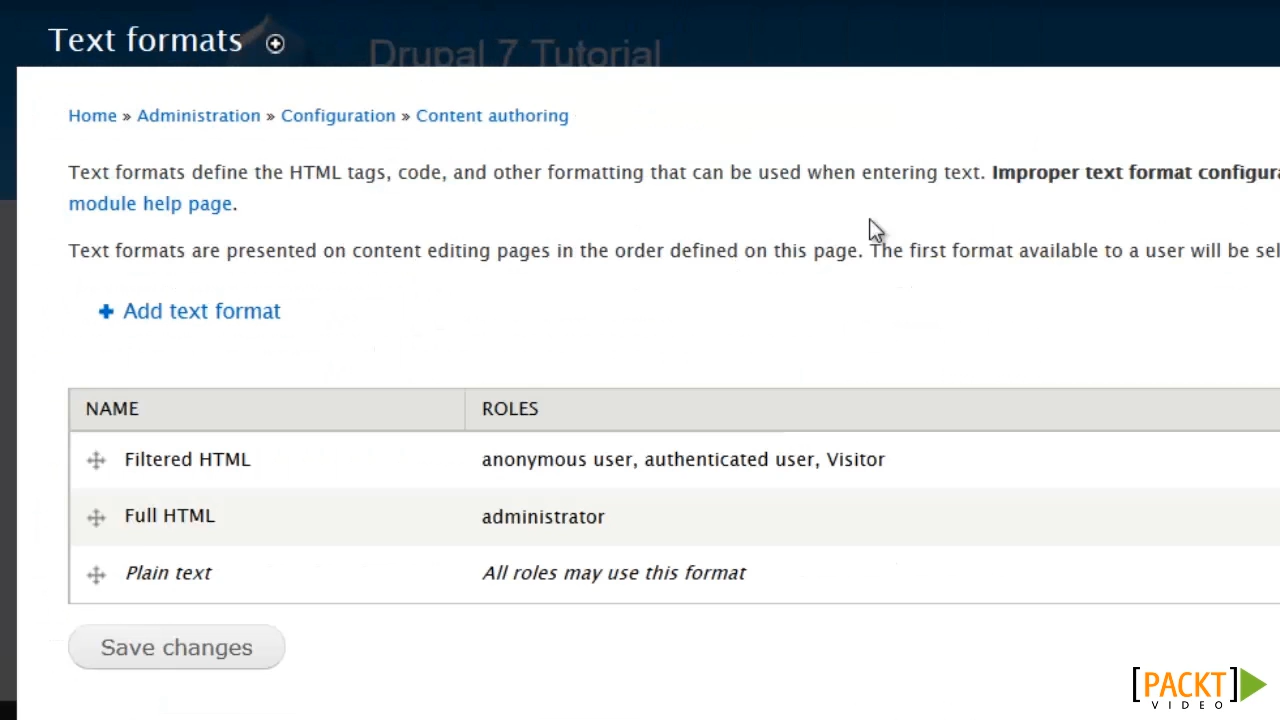 Text formats
Drupal 7 Tutorial
Home » Administration » Configuration » Content authoring
Text formats define the HTML tags, code, and other formatting that can be used when entering text. Improper text format configura
module help page.
Text formats are presented on content editing pages in the order defined on this page. The first format available to a user will be sel
Add text format
NAME ROLES
Filtered HTML anonymous user, authenticated user, Visitor
Full HTML administrator
Plain text All roles may use this format
Save changes
[PACKT]
VIDEO